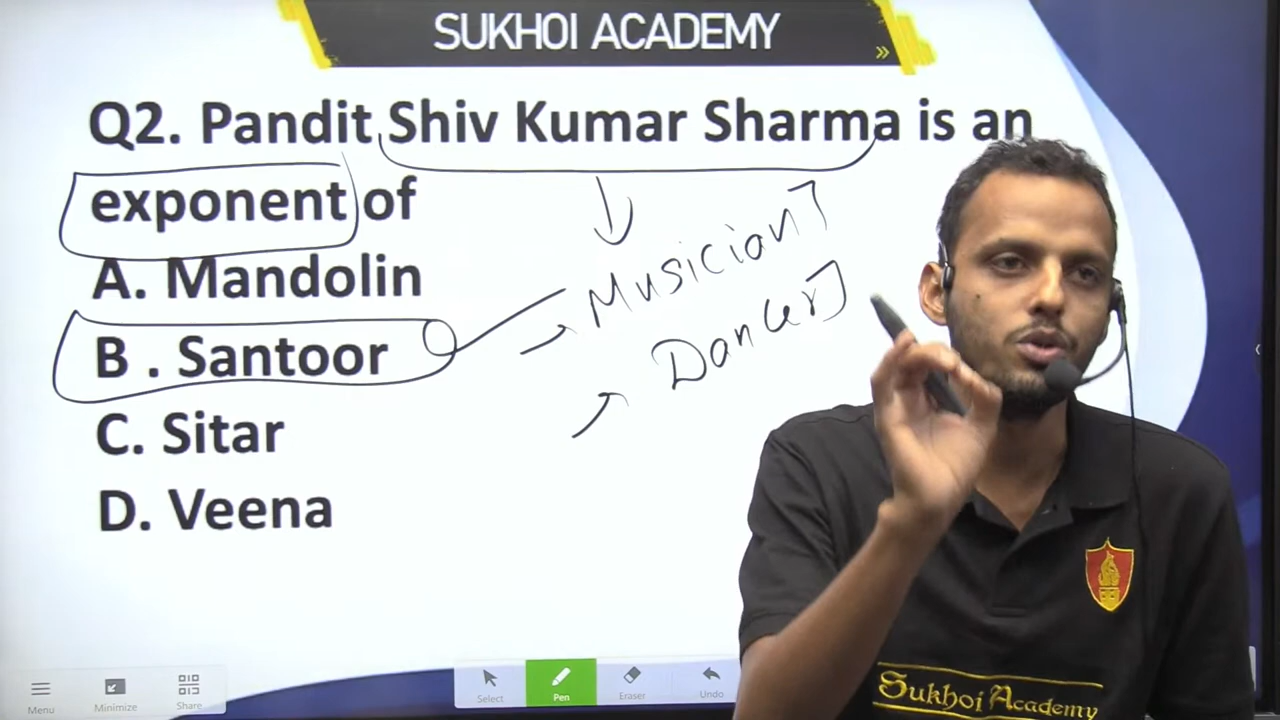 SUKHOI ACADEMY
Q2. Pandit Shiv Kumar Sharma is an
exponent of
A. Mandolin
B . Santoor
C. Sitar
D. Veena
Musician]
Dancer]
Sukhoi Academy
Menu
Minimize
Share
Select
Pen
Eraser
Undo